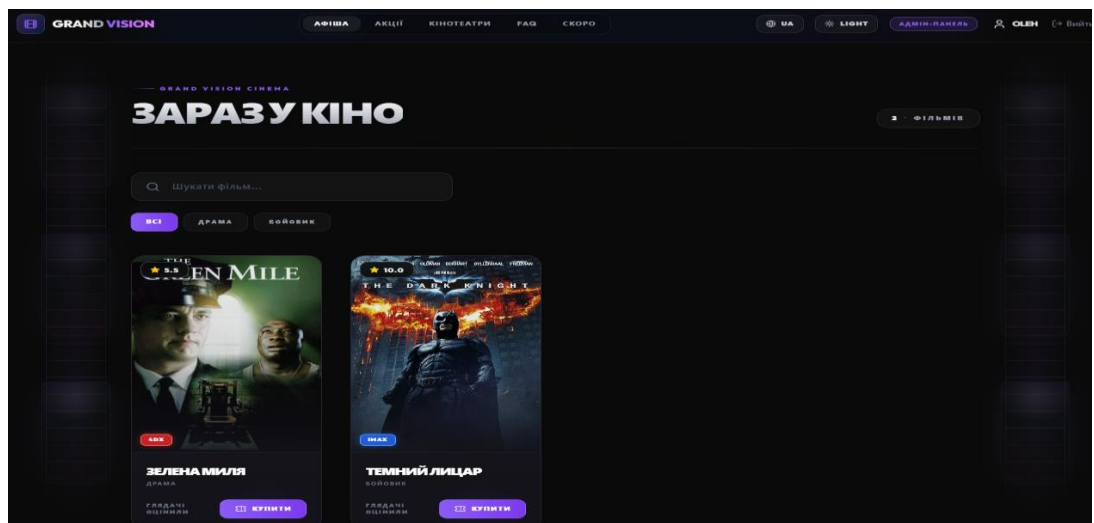 GRAND VISION АФІША АКЦІЇ КІНОТЕАТРИ FAQ СКОРО UA LIGHT АДМІН-ПАНЕЛЬ OLEH Вийти
GRAND VISION CINEMA
ЗАРАЗ У КІНО
2 · ФІЛЬМІВ
Шукати фільм...
ВСІ ДРАМА БОЙОВИК
THE
5.5
EN MILE
10.0
THE DARK KNIGHT
4DX
IMAX
ЗЕЛЕНА МИЛЯ
ДРАМА
ГЛЯДАЧІ
ОЦІНИЛИ
КУПИТИ
ТЕМНИЙ ЛИЦАР
БОЙОВИК
ГЛЯДАЧІ
ОЦІНИЛИ
КУПИТИ